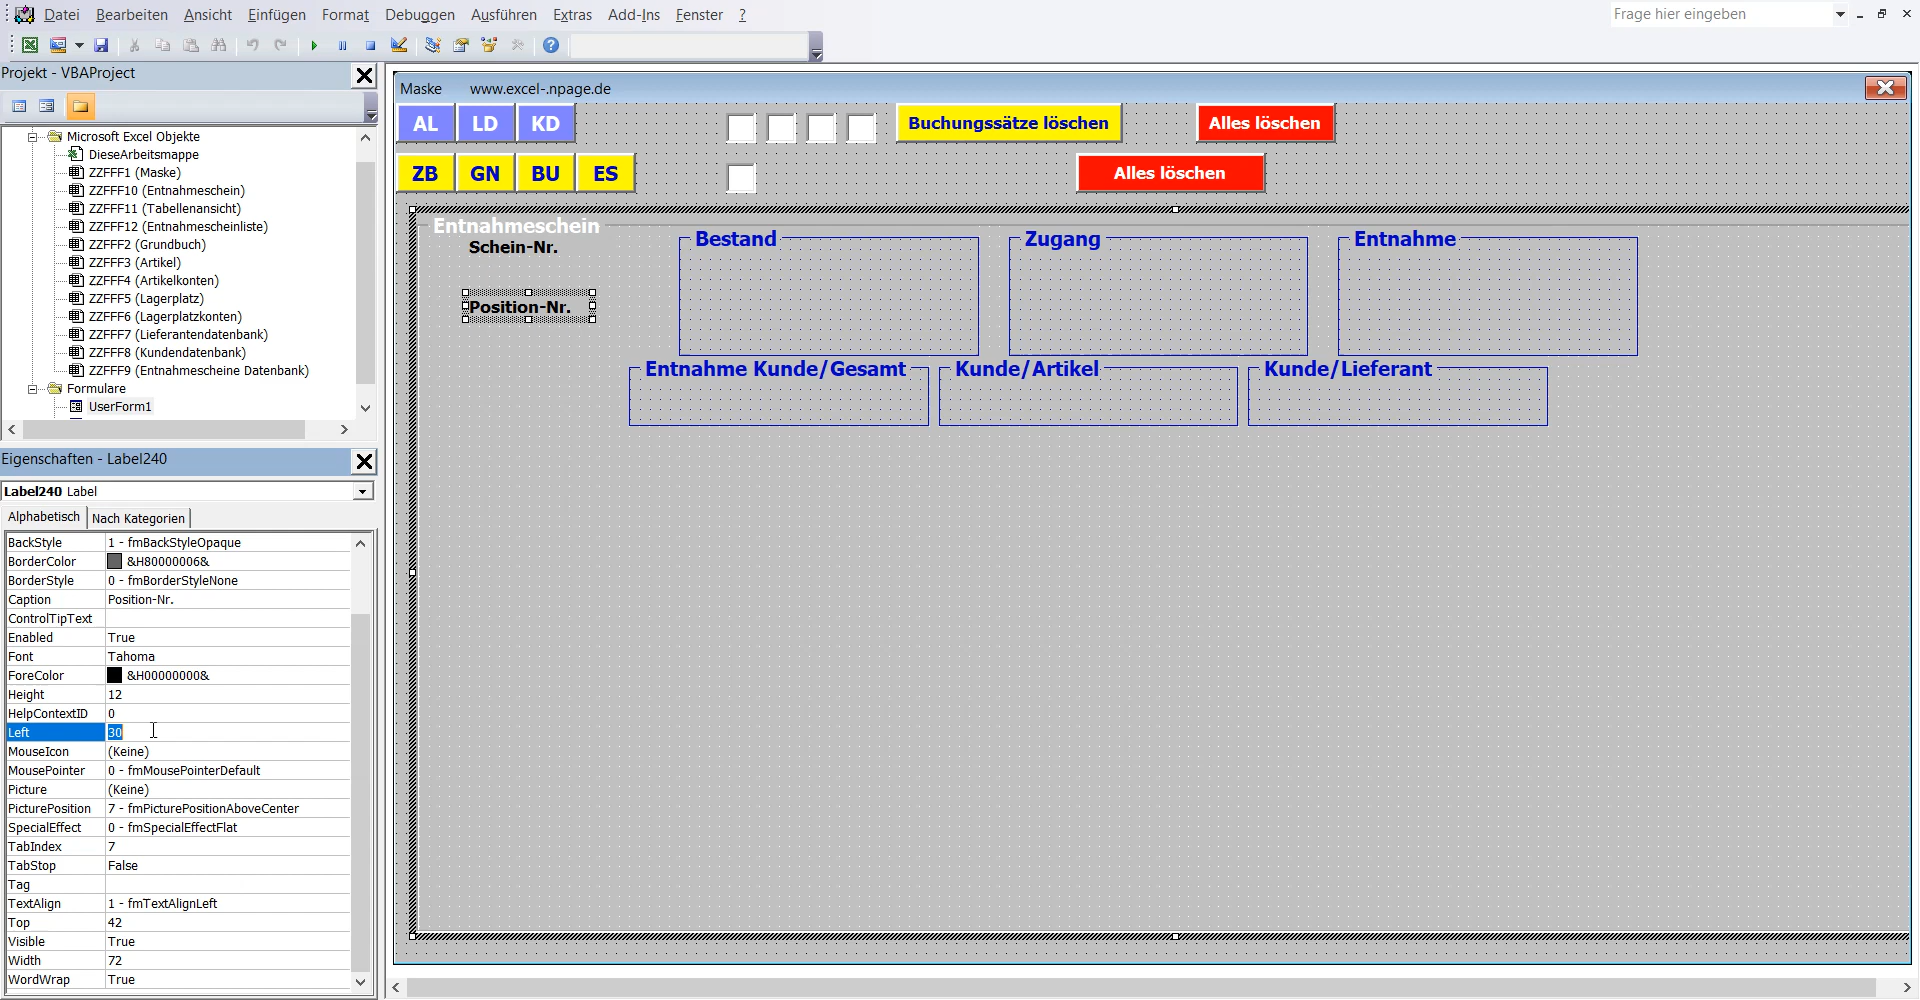 Datei Bearbeiten Ansicht Einfügen Format Debuggen Ausführen Extras Add-Ins Fenster ? Frage hier eingeben
Projekt - VBAProject
Microsoft Excel Objekte
DieseArbeitsmappe
ZZFFF1 (Maske)
ZZFFF10 (Entnahmeschein)
ZZFFF11 (Tabellenansicht)
ZZFFF12 (Entnahmescheinliste)
ZZFFF2 (Grundbuch)
ZZFFF3 (Artikel)
ZZFFF4 (Artikelkonten)
ZZFFF5 (Lagerplatz)
ZZFFF6 (Lagerplatzkonten)
ZZFFF7 (Lieferantendatenbank)
ZZFFF8 (Kundendatenbank)
ZZFFF9 (Entnahmescheine Datenbank)
Formulare
UserForm1
Eigenschaften - Label240
Label240 Label
Alphabetisch Nach Kategorien
BackStyle 1 - fmBackStyleOpaque
BorderColor &H80000006&
BorderStyle 0 - fmBorderStyleNone
Caption Position-Nr.
ControlTipText
Enabled True
Font Tahoma
ForeColor &H00000000&
Height 12
HelpContextID 0
Left 30
MouseIcon (Keine)
MousePointer 0 - fmMousePointerDefault
Picture (Keine)
PicturePosition 7 - fmPicturePositionAboveCenter
SpecialEffect 0 - fmSpecialEffectFlat
TabIndex 7
TabStop False
Tag
TextAlign 1 - fmTextAlignLeft
Top 42
Visible True
Width 72
WordWrap True
Maske www.excel-.npage.de
AL LD KD Buchungssätze löschen Alles löschen
ZB GN BU ES Alles löschen
Entnahmeschein
Schein-Nr.
Bestand Zugang Entnahme
Position-Nr.
Entnahme Kunde/Gesamt Kunde/Artikel Kunde/Lieferant